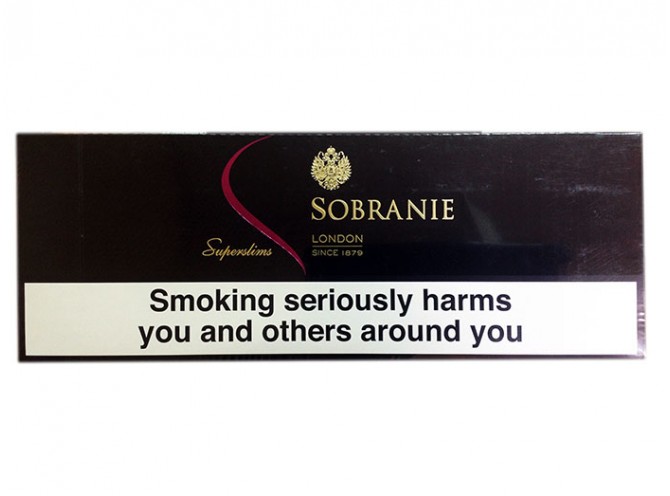 SOBRANIE
Superslims
LONDON
SINCE 1879
Smoking seriously harms
you and others around you